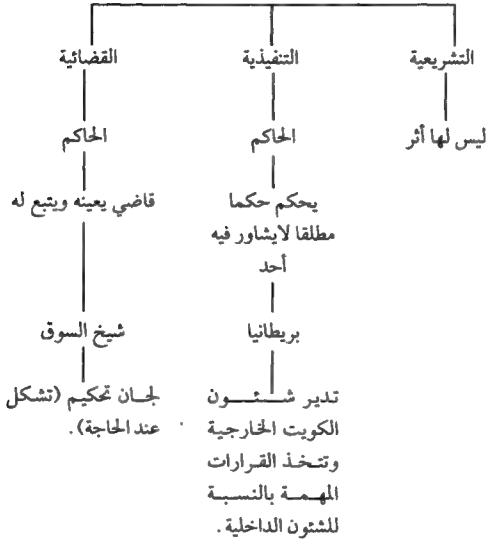 التشريعية
ليس لها أثر
التنفيذية
الحاكم
يحكم حكما
مطلقا لايشاور فيه
أحد
بريطانيا
تدير شئون
الكويت الخارجية
وتتخذ القرارات
المهمة بالنسبة
للشئون الداخلية.
القضائية
الحاكم
قاضي يعينه ويتبع له
شيخ السوق
لجان تحكيم (تشكل
عند الحاجة).